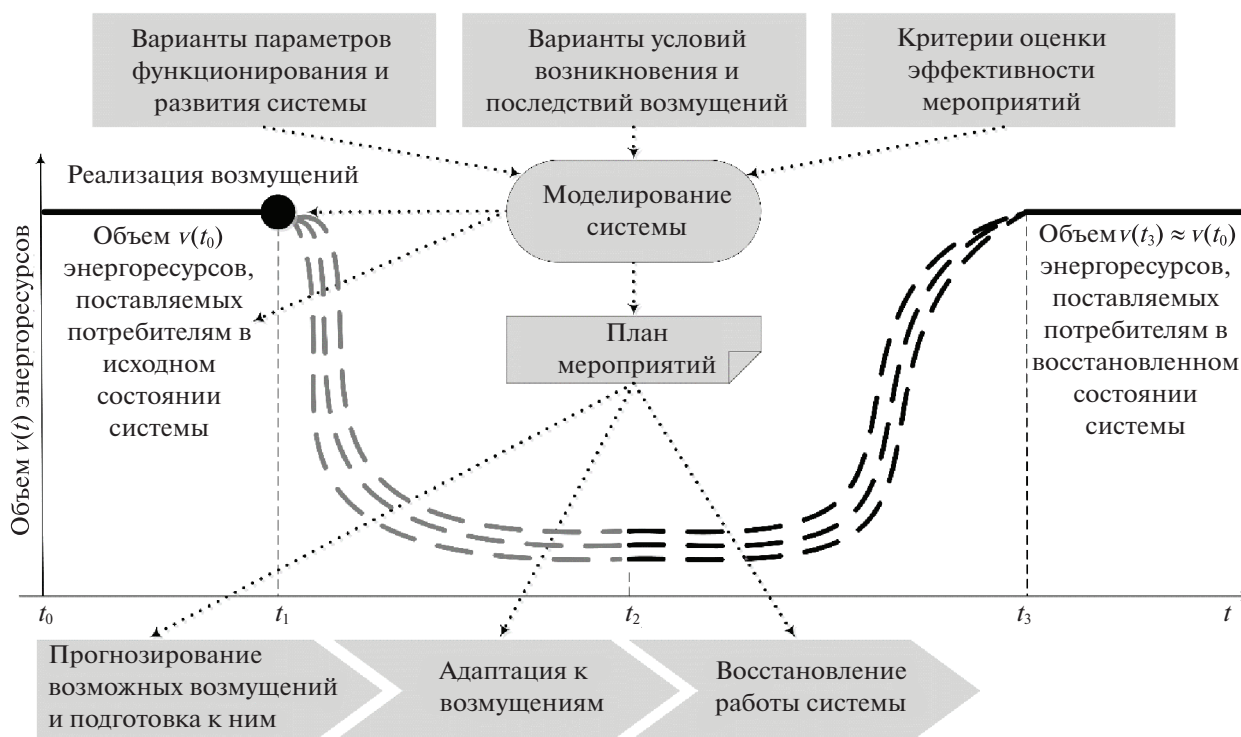 Варианты параметров
функционирования и
развития системы
Варианты условий
возникновения и
последствий возмущений
Критерии оценки
эффективности
мероприятий
Реализация возмущений
Моделирование
системы
Объем v(t₀)
энергоресурсов,
поставляемых
потребителям в
исходном
состоянии
системы
План
мероприятий
Объем v(t₃) ≈ v(t₀)
энергоресурсов,
поставляемых
потребителям в
восстановленном
состоянии
системы
Объем v(t) энергоресурсов
t₀ t₁ t₂ t₃ t
Прогнозирование
возможных возмущений
и подготовка к ним
Адаптация к
возмущениям
Восстановление
работы системы